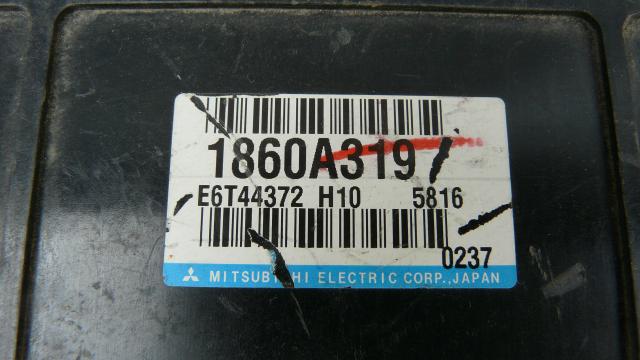 1860A319
E6T44372 H10 5816
0237
MITSUBISHI ELECTRIC CORP., JAPAN